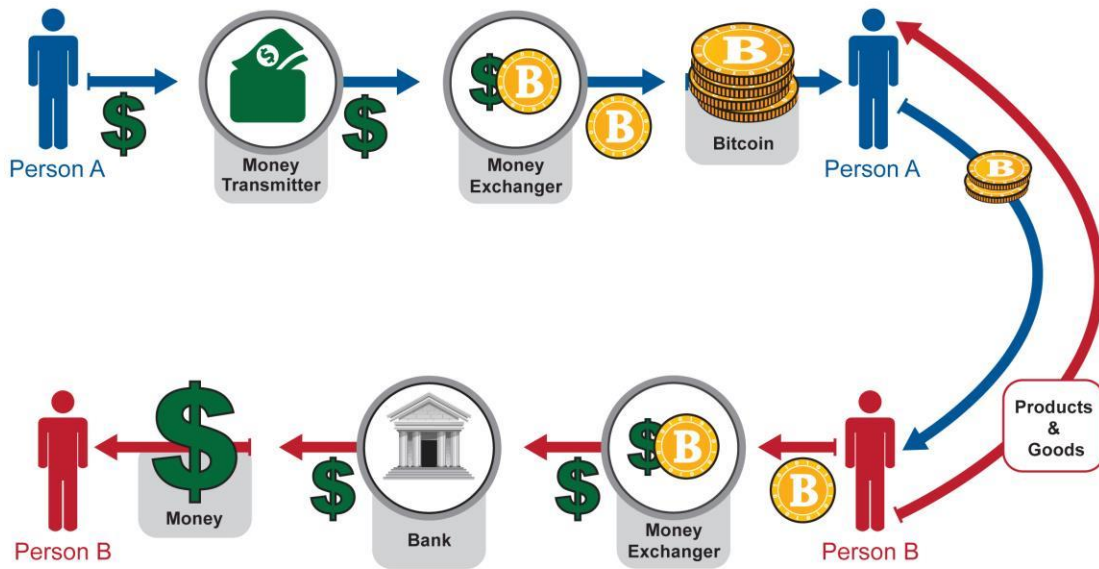 $
$
$
$
B
B
B
Person A
Money
Transmitter
Money
Exchanger
Bitcoin
Person A
B
Products
&
Goods
$
$
$
$
B
B
Person B
Money
Bank
Money
Exchanger
Person B